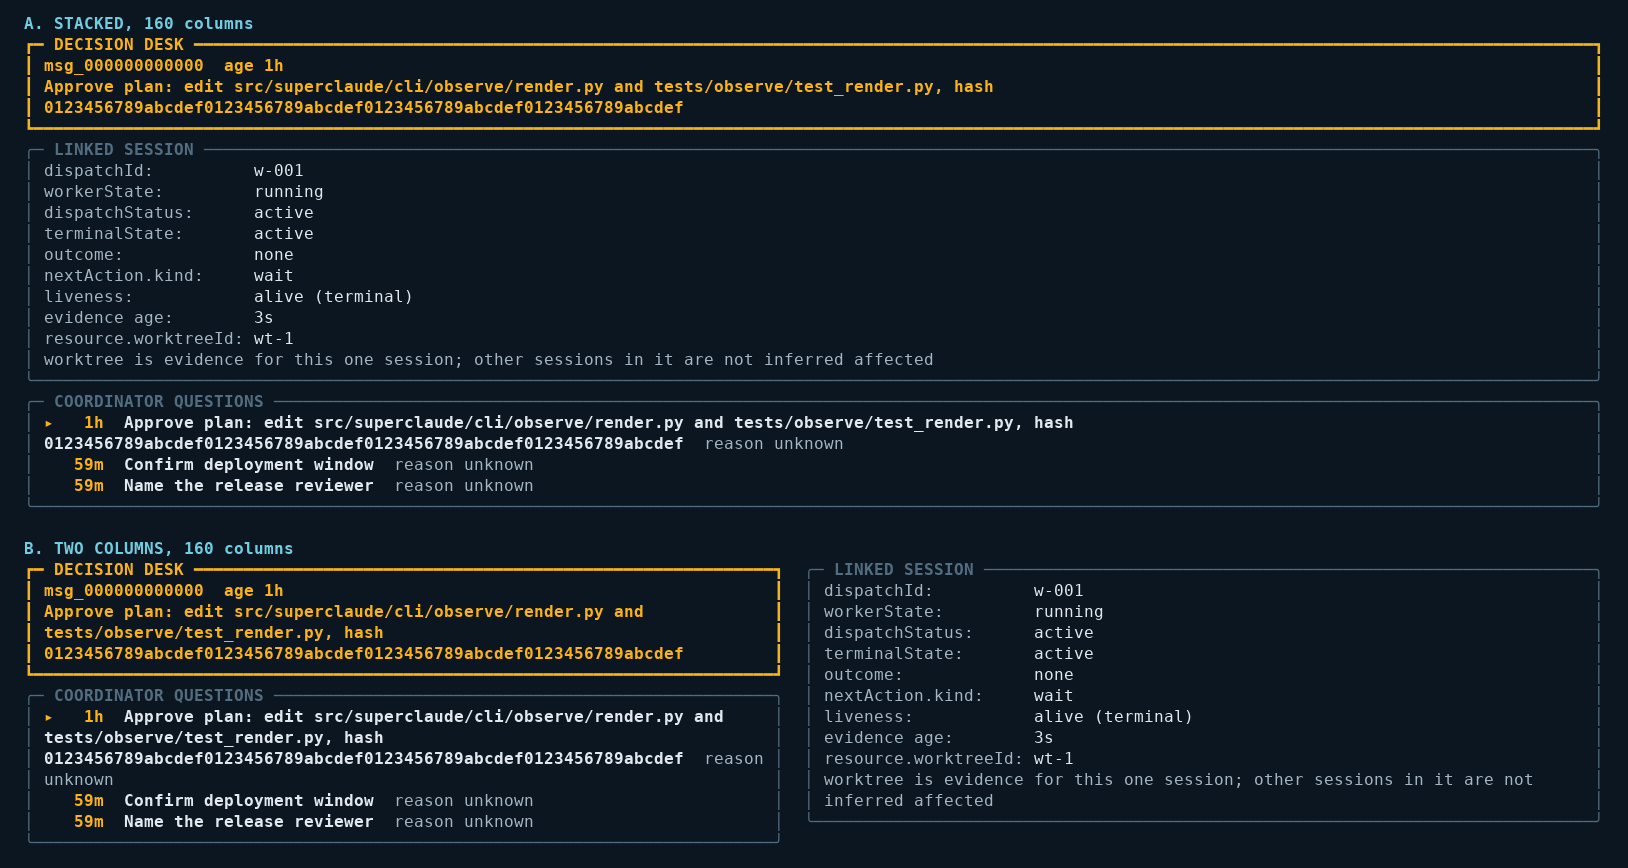 A. STACKED, 160 columns
DECISION DESK
msg_000000000000  age 1h
Approve plan: edit src/superclaude/cli/observe/render.py and tests/observe/test_render.py, hash
0123456789abcdef0123456789abcdef0123456789abcdef0123456789abcdef
LINKED SESSION
dispatchId:          w-001
workerState:         running
dispatchStatus:      active
terminalState:       active
outcome:             none
nextAction.kind:     wait
liveness:            alive (terminal)
evidence age:        3s
resource.worktreeId: wt-1
worktree is evidence for this one session; other sessions in it are not inferred affected
COORDINATOR QUESTIONS
▸   1h  Approve plan: edit src/superclaude/cli/observe/render.py and tests/observe/test_render.py, hash
0123456789abcdef0123456789abcdef0123456789abcdef0123456789abcdef  reason unknown
59m  Confirm deployment window  reason unknown
59m  Name the release reviewer  reason unknown
B. TWO COLUMNS, 160 columns
DECISION DESK
msg_000000000000  age 1h
Approve plan: edit src/superclaude/cli/observe/render.py and
tests/observe/test_render.py, hash
0123456789abcdef0123456789abcdef0123456789abcdef0123456789abcdef
COORDINATOR QUESTIONS
▸   1h  Approve plan: edit src/superclaude/cli/observe/render.py and
tests/observe/test_render.py, hash
0123456789abcdef0123456789abcdef0123456789abcdef0123456789abcdef  reason
unknown
59m  Confirm deployment window  reason unknown
59m  Name the release reviewer  reason unknown
LINKED SESSION
dispatchId:          w-001
workerState:         running
dispatchStatus:      active
terminalState:       active
outcome:             none
nextAction.kind:     wait
liveness:            alive (terminal)
evidence age:        3s
resource.worktreeId: wt-1
worktree is evidence for this one session; other sessions in it are not
inferred affected